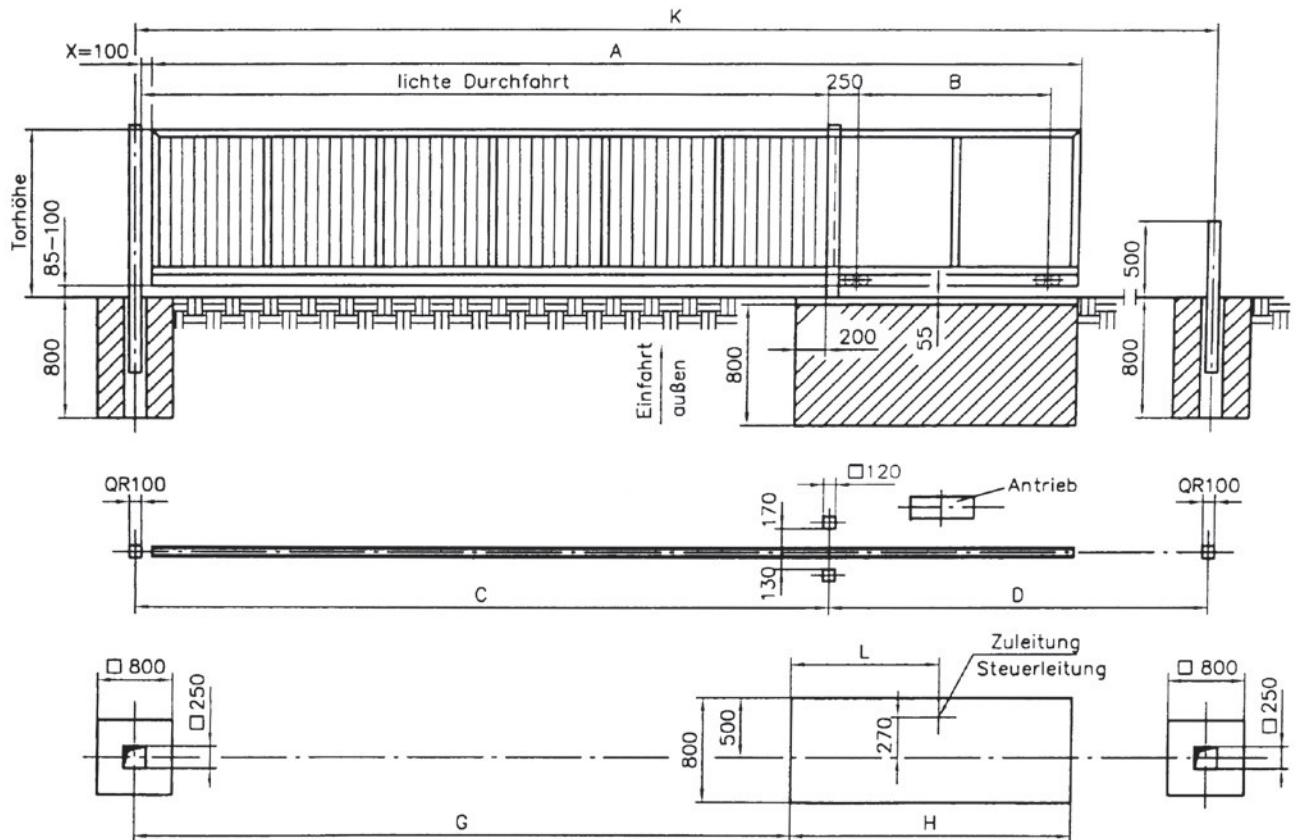 K
X=100
A
lichte Durchfahrt
250
B
Torhöhe
85-100
500
800
Einfahrt
außen
800
200
55
800
QR100
□120
170
Antrieb
QR100
130
C
D
□ 800
□250
L
Zuleitung
Steuerleitung
□ 800
□250
800
500
270
G
H